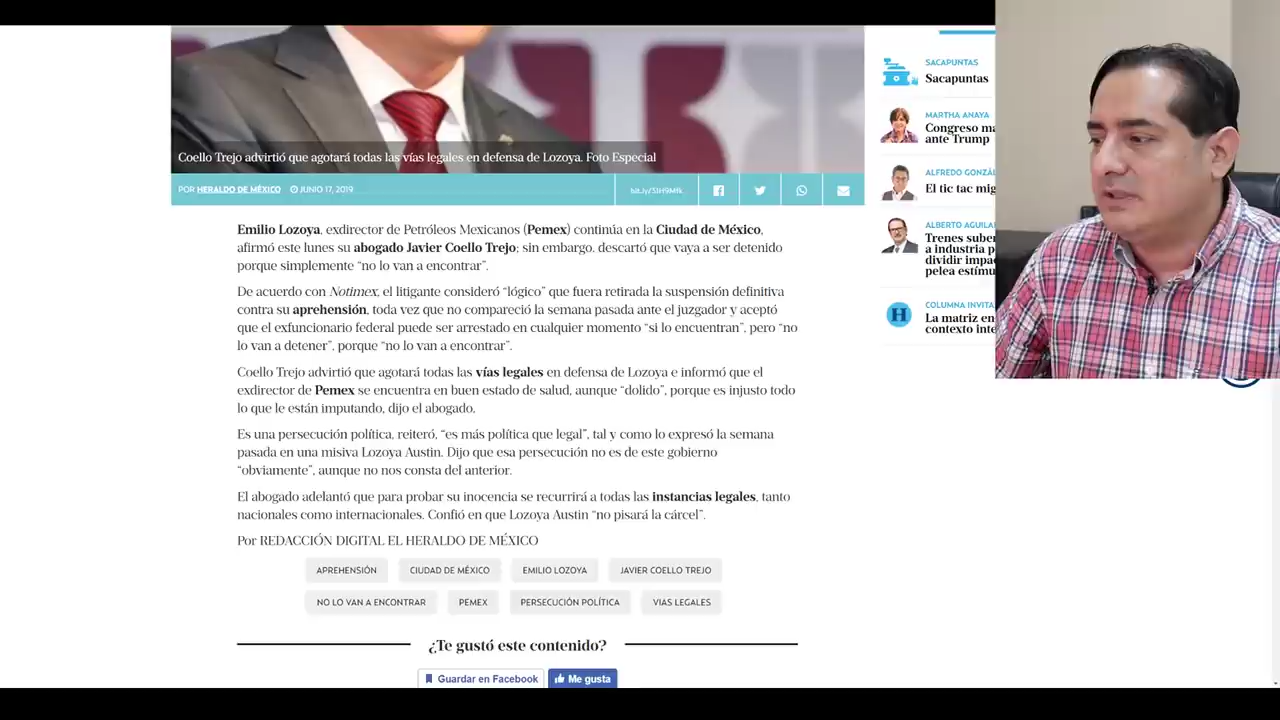 Coello Trejo advirtió que agotará todas las vías legales en defensa de Lozoya. Foto Especial
POR HERALDO DE MÉXICO JUNIO 17, 2019
Emilio Lozoya, exdirector de Petróleos Mexicanos (Pemex) continúa en la Ciudad de México,
afirmó este lunes su abogado Javier Coello Trejo; sin embargo, descartó que vaya a ser detenido
porque simplemente “no lo van a encontrar”.
De acuerdo con Notimex, el litigante consideró “lógico” que fuera retirada la suspensión definitiva
contra su aprehensión, toda vez que no compareció la semana pasada ante el juzgador y aceptó
que el exfuncionario federal puede ser arrestado en cualquier momento “si lo encuentran”, pero “no
lo van a detener”, porque “no lo van a encontrar”.
Coello Trejo advirtió que agotará todas las vías legales en defensa de Lozoya e informó que el
exdirector de Pemex se encuentra en buen estado de salud, aunque “dolido”, porque es injusto todo
lo que le están imputando, dijo el abogado.
Es una persecución política, reiteró, “es más política que legal”, tal y como lo expresó la semana
pasada en una misiva Lozoya Austin. Dijo que esa persecución no es de este gobierno
“obviamente”, aunque no nos consta del anterior.
El abogado adelantó que para probar su inocencia se recurrirá a todas las instancias legales, tanto
nacionales como internacionales. Confió en que Lozoya Austin “no pisará la cárcel”.
Por REDACCIÓN DIGITAL EL HERALDO DE MÉXICO
APREHENSIÓN CIUDAD DE MÉXICO EMILIO LOZOYA JAVIER COELLO TREJO
NO LO VAN A ENCONTRAR PEMEX PERSECUCIÓN POLÍTICA VIAS LEGALES
¿Te gustó este contenido?
Guardar en Facebook Me gusta
SACAPUNTAS
Sacapuntas
MARTHA ANAYA
Congreso ma
ante Trump
ALFREDO GONZÁL
El tic tac mig
ALBERTO AGUILA
Trenes suber
a industria p
dividir impa
pelea estímu
H
COLUMNA INVITA
La matriz en
contexto inte